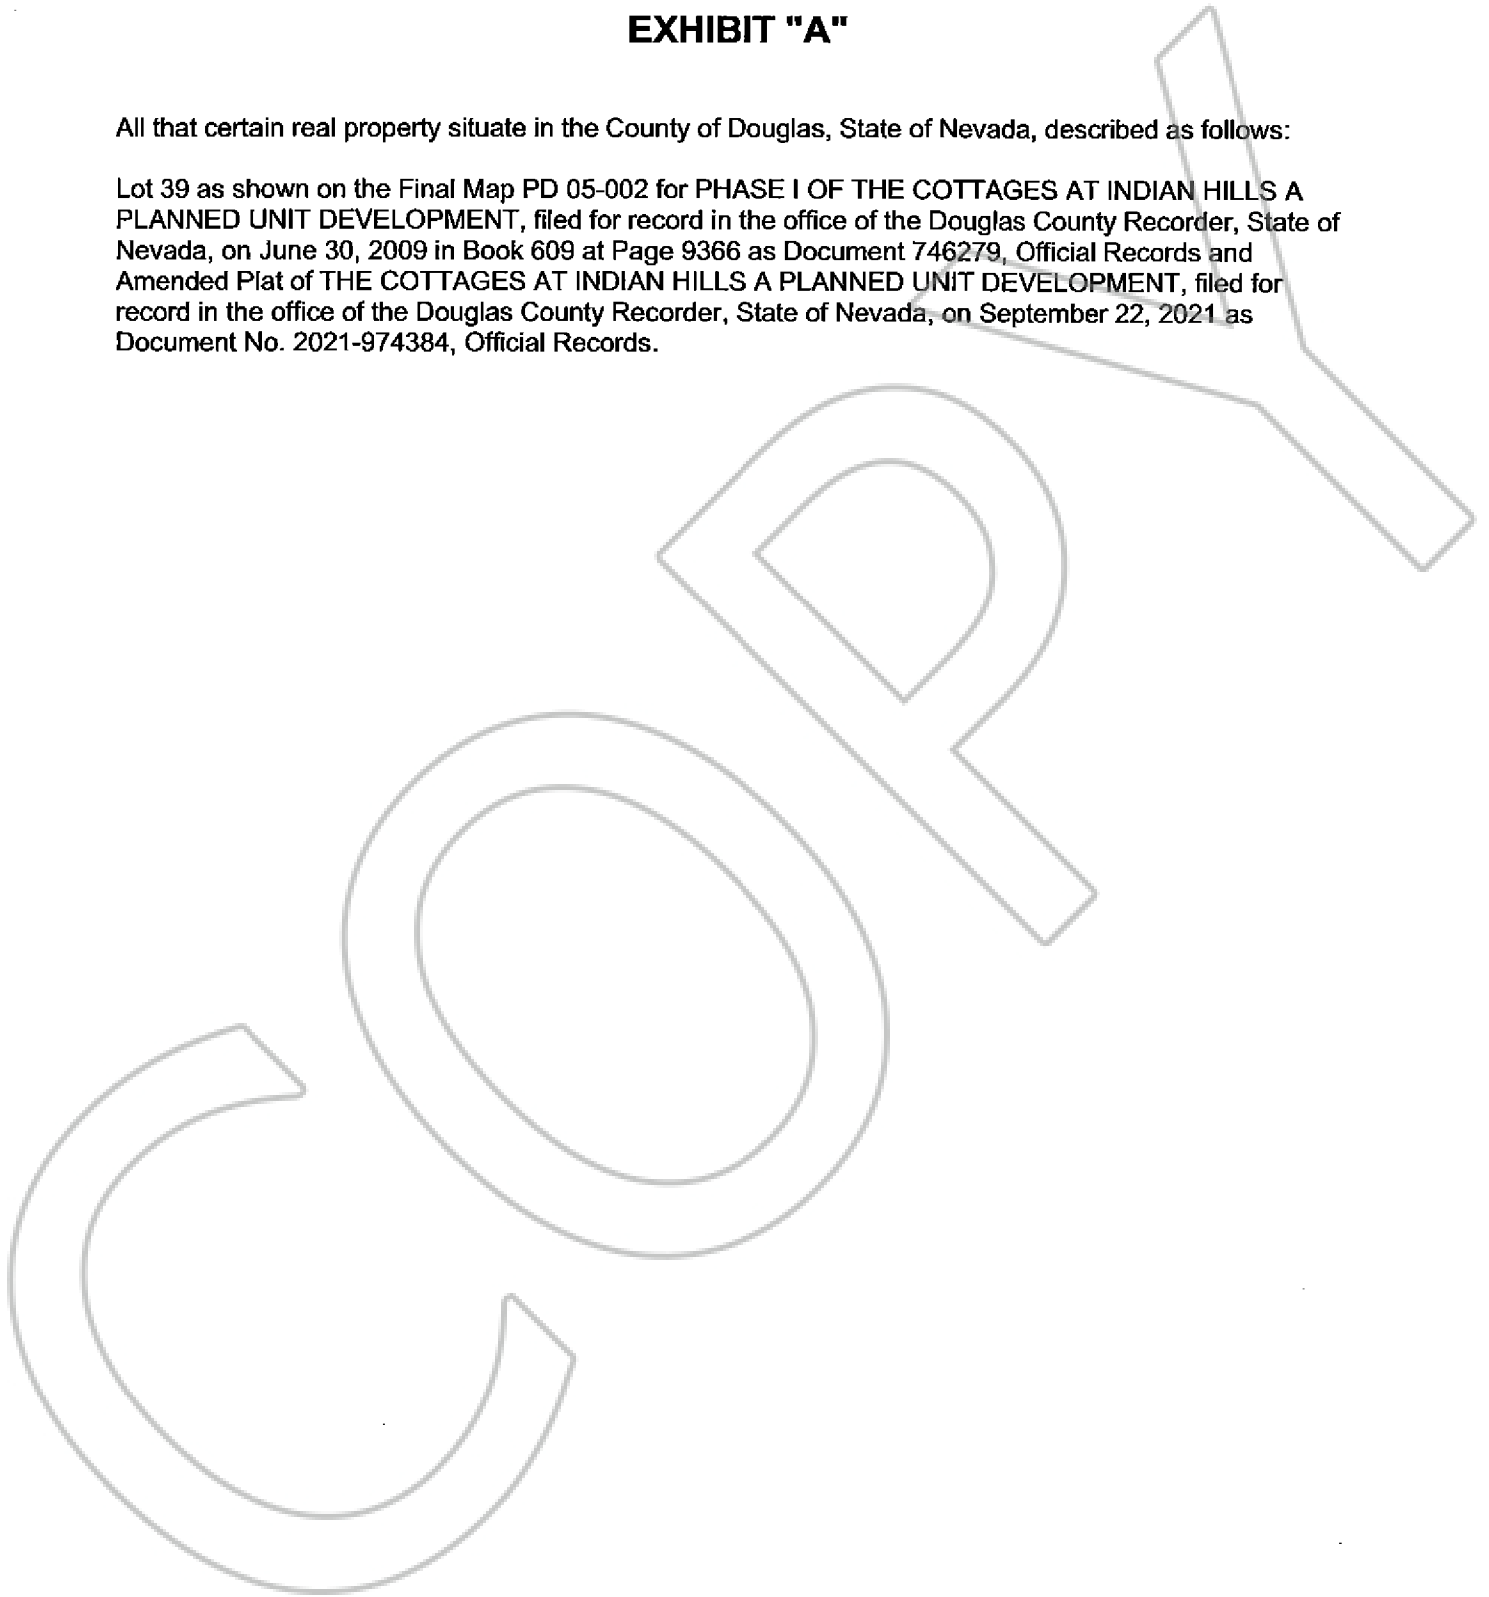 EXHIBIT "A"
All that certain real property situate in the County of Douglas, State of Nevada, described as follows:
Lot 39 as shown on the Final Map PD 05-002 for PHASE I OF THE COTTAGES AT INDIAN HILLS A
PLANNED UNIT DEVELOPMENT, filed for record in the office of the Douglas County Recorder, State of
Nevada, on June 30, 2009 in Book 609 at Page 9366 as Document 746279, Official Records and
Amended Plat of THE COTTAGES AT INDIAN HILLS A PLANNED UNIT DEVELOPMENT, filed for
record in the office of the Douglas County Recorder, State of Nevada, on September 22, 2021 as
Document No. 2021-974384, Official Records.
COPY